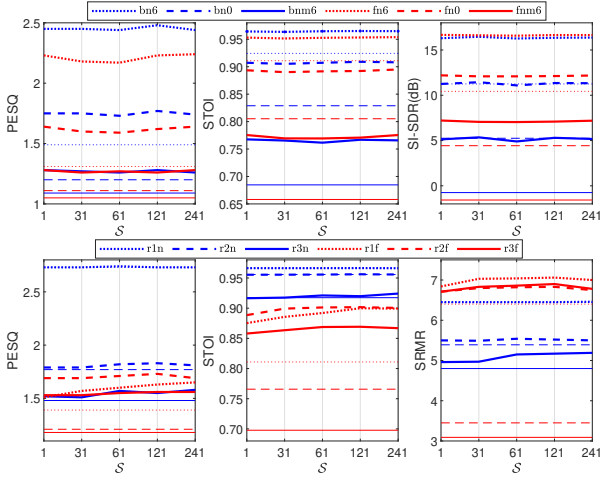 bn6 bn0 bnm6 fn6 fn0 fnm6
PESQ
2.5
2
1.5
1
1 31 61 121 241
S
STOI
0.95
0.90
0.85
0.80
0.75
0.70
0.65
1 31 61 121 241
S
SI-SDR(dB)
15
10
5
0
1 31 61 121 241
S
r1n r2n r3n r1f r2f r3f
PESQ
2.5
2
1.5
1 31 61 121 241
S
STOI
0.95
0.90
0.85
0.80
0.75
0.70
1 31 61 121 241
S
SRMR
7
6
5
4
3
1 31 61 121 241
S